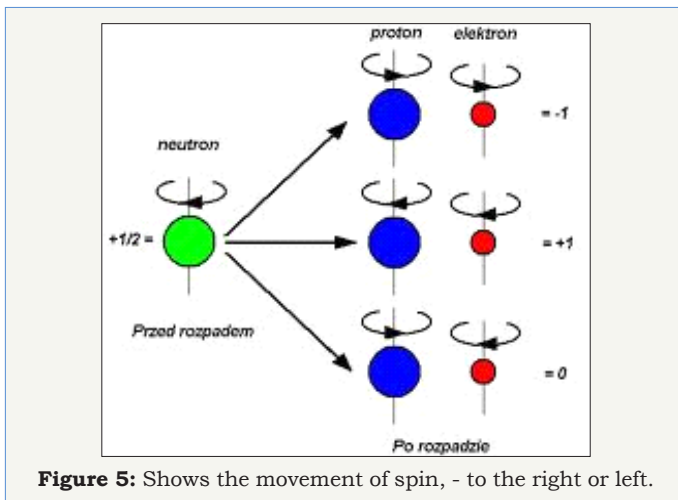 proton elektron
= -1
neutron
+1/2 =
= +1
Przed rozpadem
= 0
Po rozpadzie
Figure 5: Shows the movement of spin, - to the right or left.